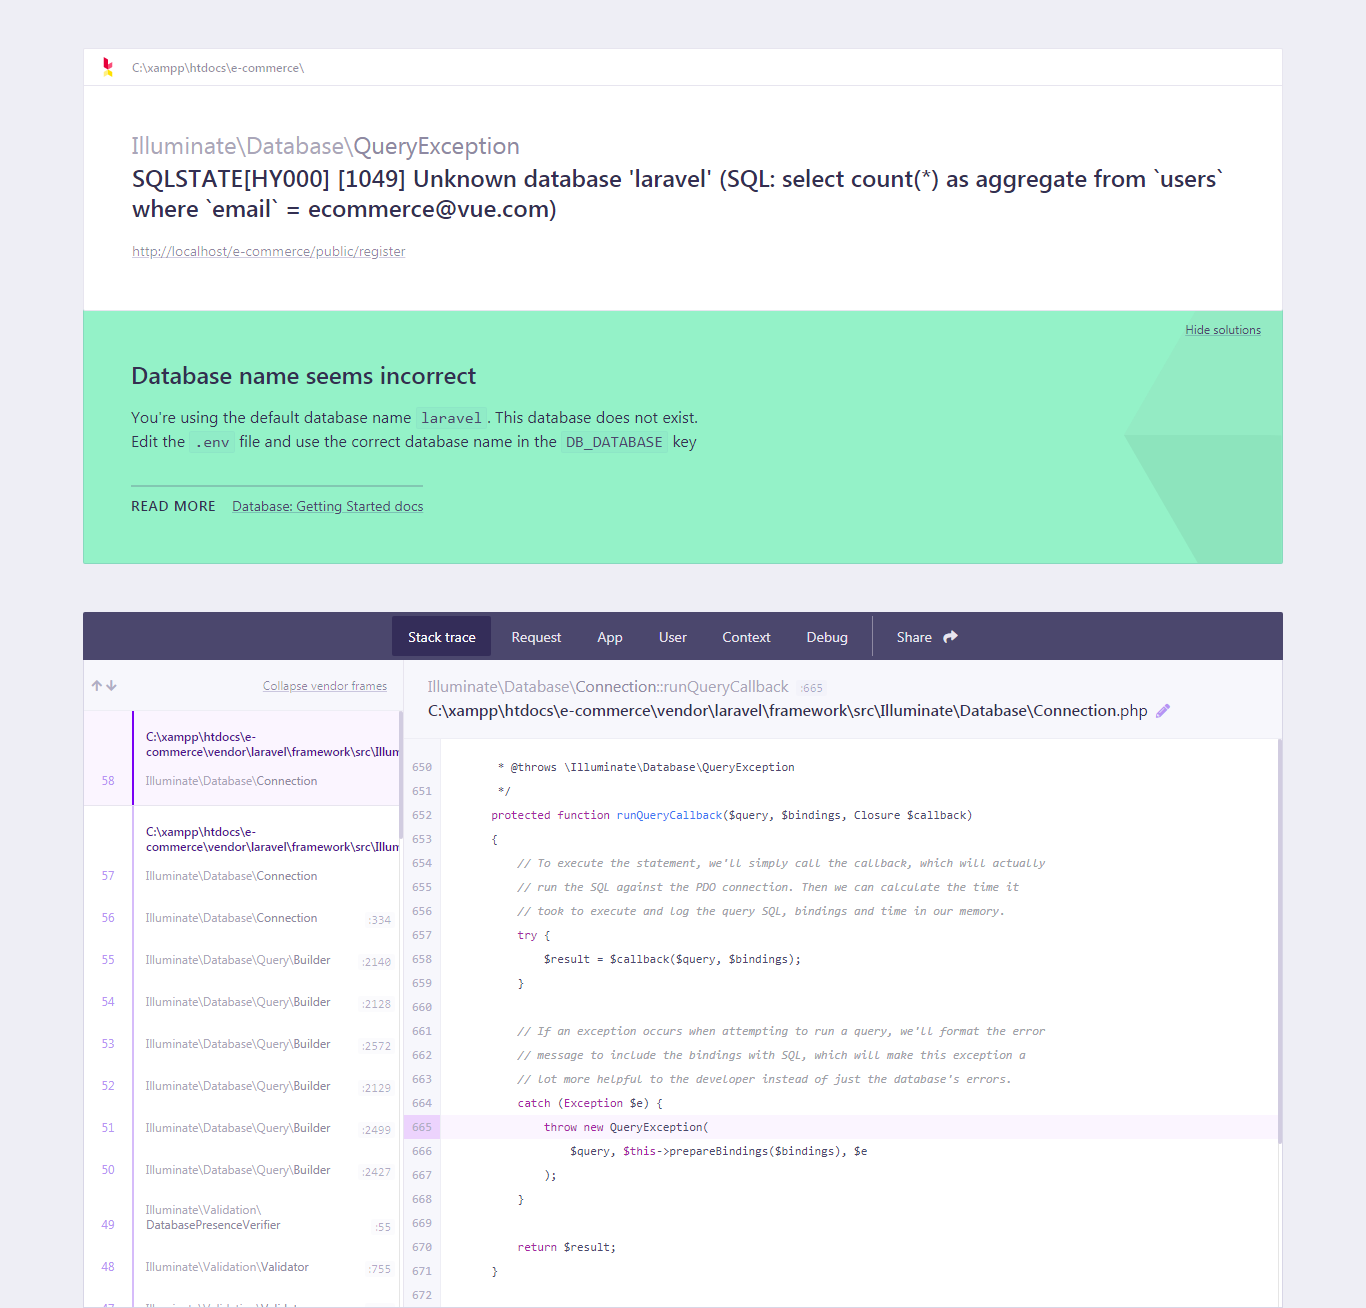 C:\xampp\htdocs\e-commerce\
Illuminate\Database\QueryException
SQLSTATE[HY000] [1049] Unknown database 'laravel' (SQL: select count(*) as aggregate from `users`
where `email` = ecommerce@vue.com)
http://localhost/e-commerce/public/register
Hide solutions
Database name seems incorrect
You're using the default database name laravel. This database does not exist.
Edit the .env file and use the correct database name in the DB_DATABASE key
READ MORE Database: Getting Started docs
Stack trace Request App User Context Debug Share
Collapse vendor frames
C:\xampp\htdocs\e-
commerce\vendor\laravel\framework\src\Illum
58 Illuminate\Database\Connection
C:\xampp\htdocs\e-
commerce\vendor\laravel\framework\src\Illum
57 Illuminate\Database\Connection
56 Illuminate\Database\Connection :334
55 Illuminate\Database\Query\Builder :2140
54 Illuminate\Database\Query\Builder :2128
53 Illuminate\Database\Query\Builder :2572
52 Illuminate\Database\Query\Builder :2129
51 Illuminate\Database\Query\Builder :2499
50 Illuminate\Database\Query\Builder :2427
Illuminate\Validation\
49 DatabasePresenceVerifier :55
48 Illuminate\Validation\Validator :755
Illuminate\Database\Connection::runQueryCallback :665
C:\xampp\htdocs\e-commerce\vendor\laravel\framework\src\Illuminate\Database\Connection.php
650 * @throws \Illuminate\Database\QueryException
651 */
652 protected function runQueryCallback($query, $bindings, Closure $callback)
653 {
654 // To execute the statement, we'll simply call the callback, which will actually
655 // run the SQL against the PDO connection. Then we can calculate the time it
656 // took to execute and log the query SQL, bindings and time in our memory.
657 try {
658 $result = $callback($query, $bindings);
659 }
660
661 // If an exception occurs when attempting to run a query, we'll format the error
662 // message to include the bindings with SQL, which will make this exception a
663 // lot more helpful to the developer instead of just the database's errors.
664 catch (Exception $e) {
665 throw new QueryException(
666 $query, $this->prepareBindings($bindings), $e
667 );
668 }
669
670 return $result;
671 }
672